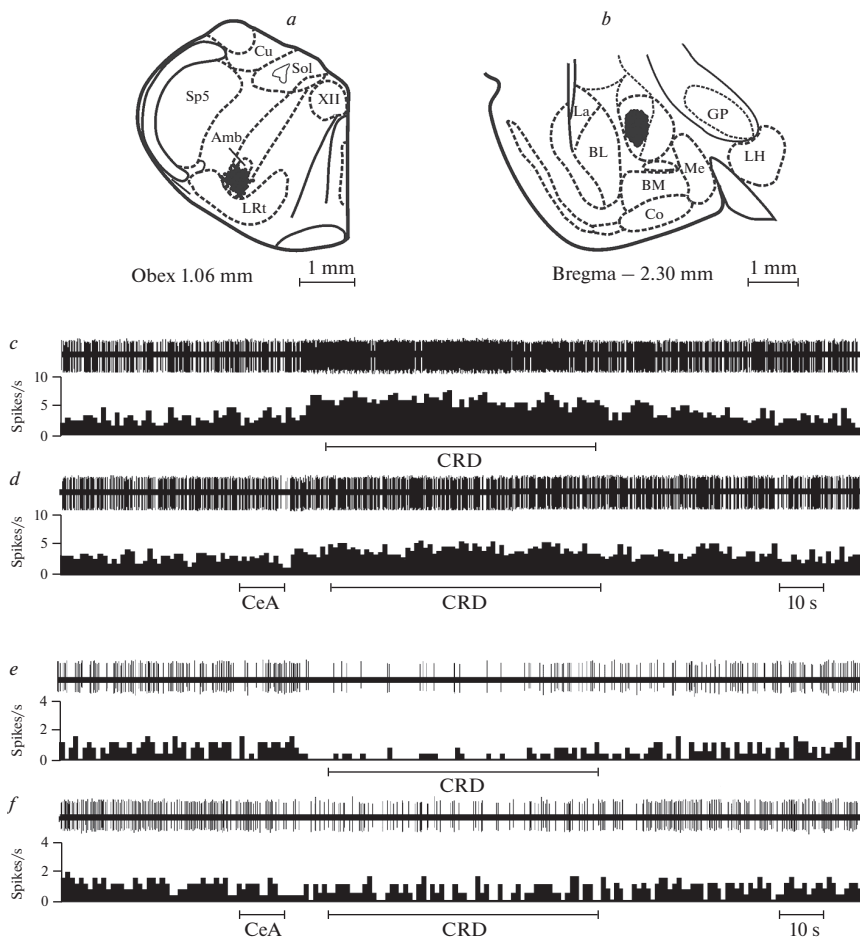 a
Cu
Sol
Sp5
XII
Amb
LRt
Obex 1.06 mm
1 mm
b
La
GP
BL
Me
LH
BM
Co
Bregma – 2.30 mm
1 mm
c
Spikes/s
10
5
0
CRD
d
Spikes/s
10
5
0
CeA
CRD
10 s
e
Spikes/s
4
2
0
CRD
f
Spikes/s
4
2
0
CeA
CRD
10 s